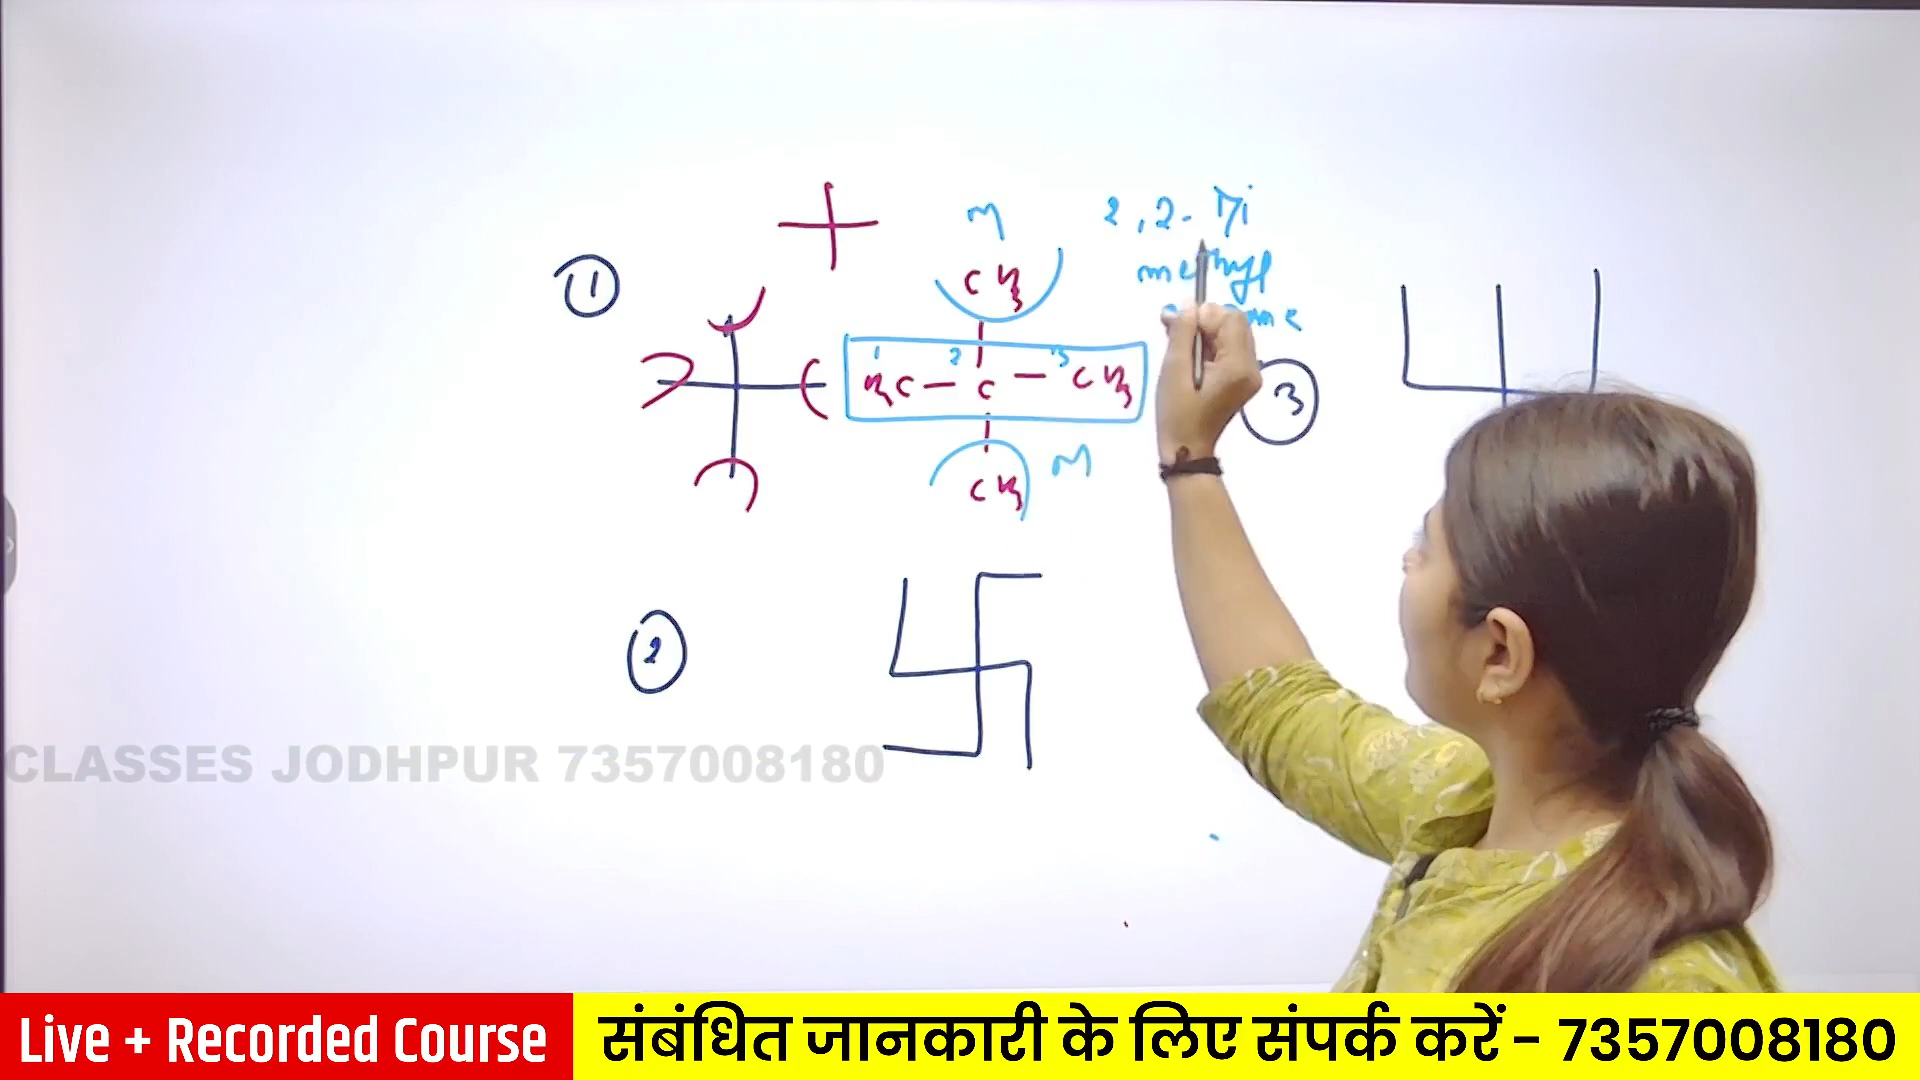 1
M
CH3
1 2 3
H3C - C - CH3
CH3
M
2,2-Di
methyl
3
2
CLASSES JODHPUR 7357008180
Live + Recorded Course
संबंधित जानकारी के लिए संपर्क करें - 7357008180